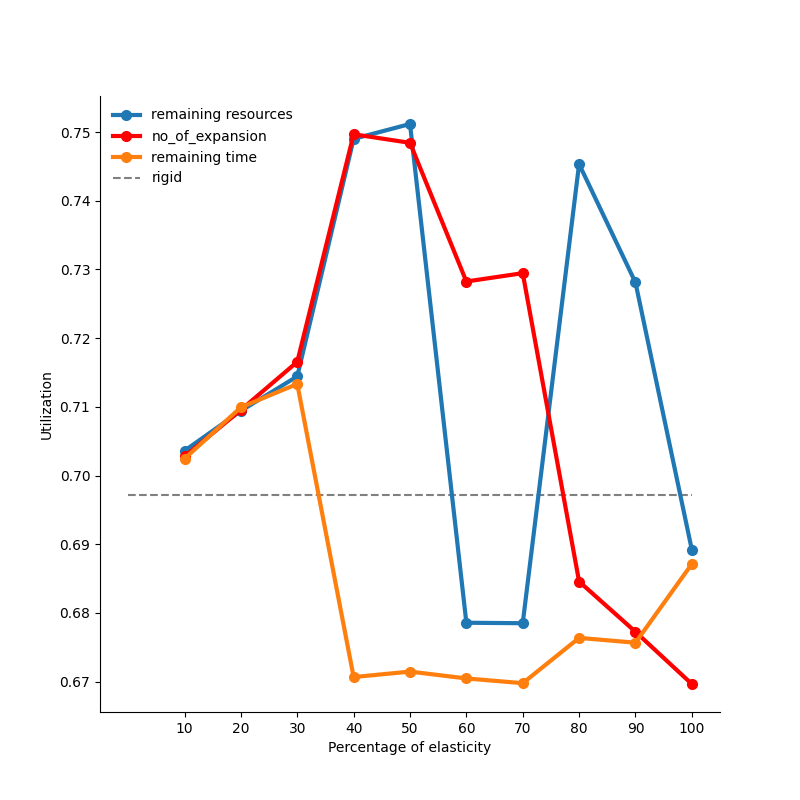 remaining resources
no_of_expansion
remaining time
rigid
0.75
0.74
0.73
0.72
0.71
0.70
0.69
0.68
0.67
Utilization
10 20 30 40 50 60 70 80 90 100
Percentage of elasticity